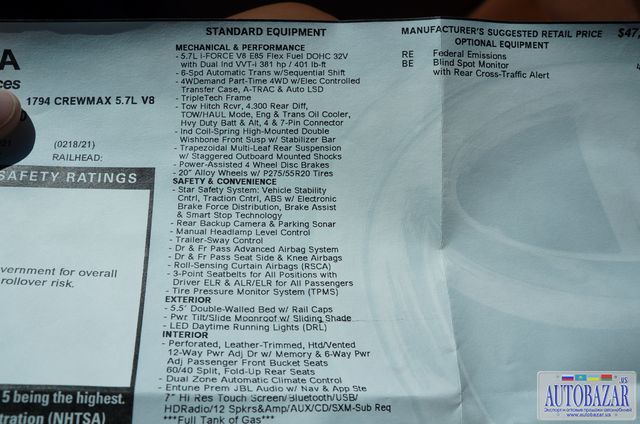 A
ces
1794 CREWMAX 5.7L V8
21
(0218/21)
RAILHEAD:
SAFETY RATINGS
vernment for overall
rollover risk.
5 being the highest.
tration (NHTSA)
STANDARD EQUIPMENT
MECHANICAL & PERFORMANCE
- 5.7L I-FORCE V8 E85 Flex Fuel DOHC 32V
with Dual IND VVT-i 381 hp / 401 lb-ft
- 6-Spd Automatic Trans w/Sequential Shift
- 4WDemand Part-Time 4WD w/Elec Controlled
Transfer Case, A-TRAC & Auto LSD
- TripleTech Frame
- Tow Hitch Rcvr, 4.300 Rear Diff,
TOW/HAUL Mode, Eng & Trans Oil Cooler,
Hvy Duty Batt & Alt, 4 & 7-Pin Connector
- Ind Coil-Spring High-Mounted Double
Wishbone Front Susp w/ Stabilizer Bar
- Trapezoidal Multi-Leaf Rear Suspension
w/ Staggered Outboard Mounted Shocks
- Power-Assisted 4 Wheel Disc Brakes
- 20" Alloy Wheels w/ P275/55R20 Tires
SAFETY & CONVENIENCE
- Star Safety System: Vehicle Stability
Cntrl, Traction Cntrl, ABS w/ Electronic
Brake Force Distribution, Brake Assist
& Smart Stop Technology
- Rear Backup Camera & Parking Sonar
- Manual Headlamp Level Control
- Trailer-Sway Control
- Dr & Fr Pass Advanced Airbag System
- Dr & Fr Pass Seat Side & Knee Airbags
- Roll-Sensing Curtain Airbags (RSCA)
- 3-Point Seatbelts for All Positions with
Driver ELR & ALR/ELR for All Passengers
- Tire Pressure Monitor System (TPMS)
EXTERIOR
- 5.5' Double-Walled Bed w/ Rail Caps
- Pwr Tilt/Slide Moonroof w/ Sliding Shade
- LED Daytime Running Lights (DRL)
INTERIOR
- Perforated, Leather-Trimmed, Htd/Vented
12-Way Pwr Adj Dr w/ Memory & 6-Way Pwr
Adj Passenger Front Bucket Seats
- 60/40 Split, Fold-Up Rear Seats
- Dual Zone Automatic Climate Control
- Entune Prem JBL Audio w/ Nav & App Ste
7" Hi Res Touch Screen/Bluetooth/USB/
HDRadio/12 Spkrs&Amp/AUX/CD/SXM-Sub Req
***Full Tank of Gas***
MANUFACTURER'S SUGGESTED RETAIL PRICE $47,
OPTIONAL EQUIPMENT
RE Federal Emissions
BE Blind Spot Monitor
with Rear Cross-Traffic Alert
AUTOBAZAR
.US
www.autobazar.us